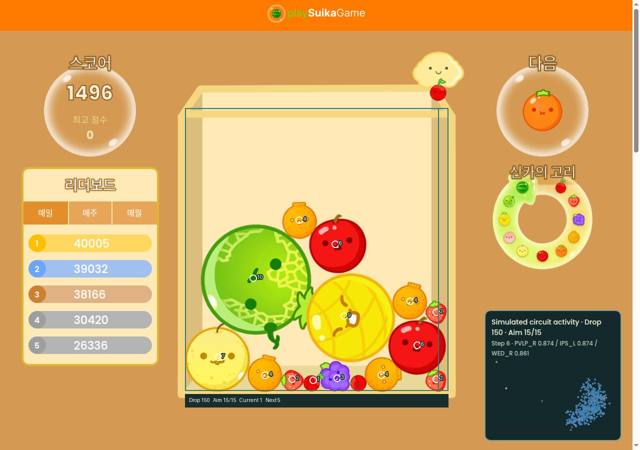 playSuikaGame
스코어
1496
최고 점수
0
다음
신카의 고리
리더보드
매일
매주
매월
1 40005
2 39032
3 38166
4 30420
5 26336
Simulated circuit activity · Drop
150 · Aim 15/15
Step 6 · PVLP_R 0.874 / IPS_L 0.874 /
WED_R 0.861
Drop 150 Aim 15/15 Current 1 Next 5